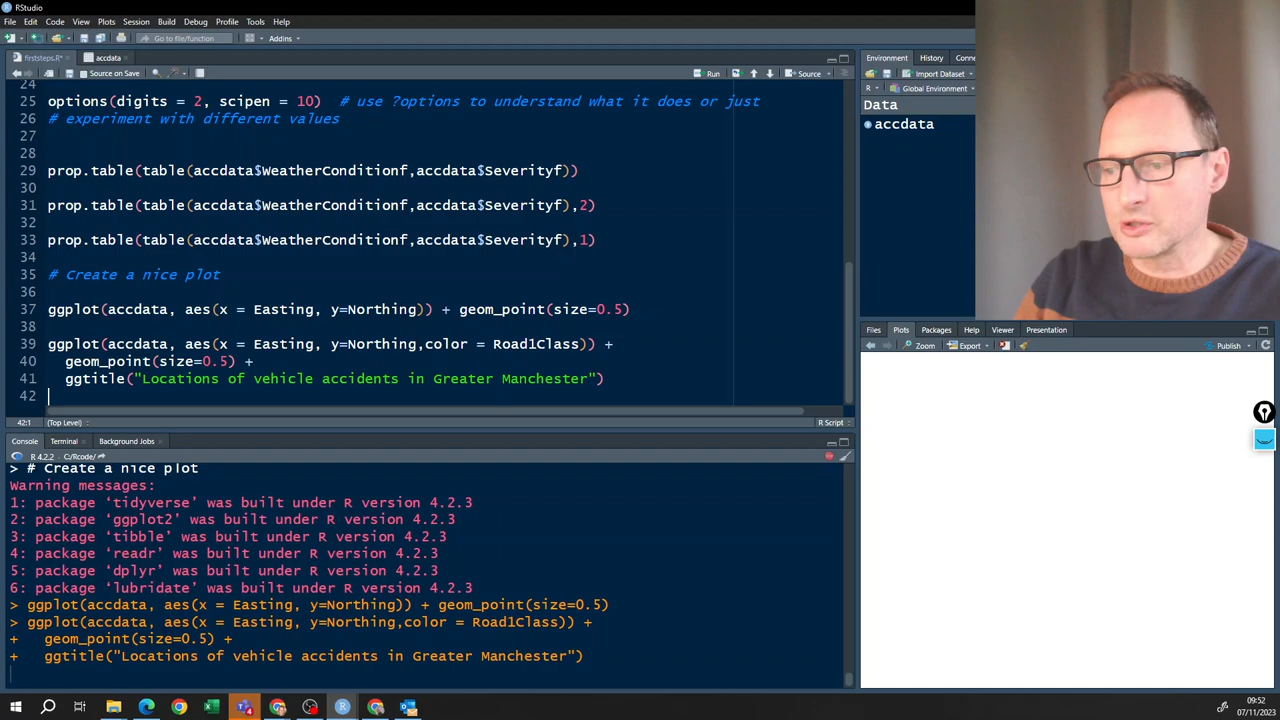 RStudio
File Edit Code View Plots Session Build Debug Profile Tools Help
Go to file/function Addins
firststeps.R* accdata
Source on Save Run Source
24
25 options(digits = 2, scipen = 10) # use ?options to understand what it does or just
26 # experiment with different values
27
28
29 prop.table(table(accdata$WeatherConditionf,accdata$Severityf))
30
31 prop.table(table(accdata$WeatherConditionf,accdata$Severityf),2)
32
33 prop.table(table(accdata$WeatherConditionf,accdata$Severityf),1)
34
35 # Create a nice plot
36
37 ggplot(accdata, aes(x = Easting, y=Northing)) + geom_point(size=0.5)
38
39 ggplot(accdata, aes(x = Easting, y=Northing,color = Road1Class)) +
40 geom_point(size=0.5) +
41 ggtitle("Locations of vehicle accidents in Greater Manchester")
42
42:1 (Top Level) R Script
Console Terminal Background Jobs
R 4.2.2 C:/Rcode/
> # Create a nice plot
Warning messages:
1: package ‘tidyverse’ was built under R version 4.2.3
2: package ‘ggplot2’ was built under R version 4.2.3
3: package ‘tibble’ was built under R version 4.2.3
4: package ‘readr’ was built under R version 4.2.3
5: package ‘dplyr’ was built under R version 4.2.3
6: package ‘lubridate’ was built under R version 4.2.3
> ggplot(accdata, aes(x = Easting, y=Northing)) + geom_point(size=0.5)
> ggplot(accdata, aes(x = Easting, y=Northing,color = Road1Class)) +
+ geom_point(size=0.5) +
+ ggtitle("Locations of vehicle accidents in Greater Manchester")
Environment History Conne
Import Dataset
R Global Environment
Data
accdata
Files Plots Packages Help Viewer Presentation
Zoom Export Publish
09:52
07/11/2023